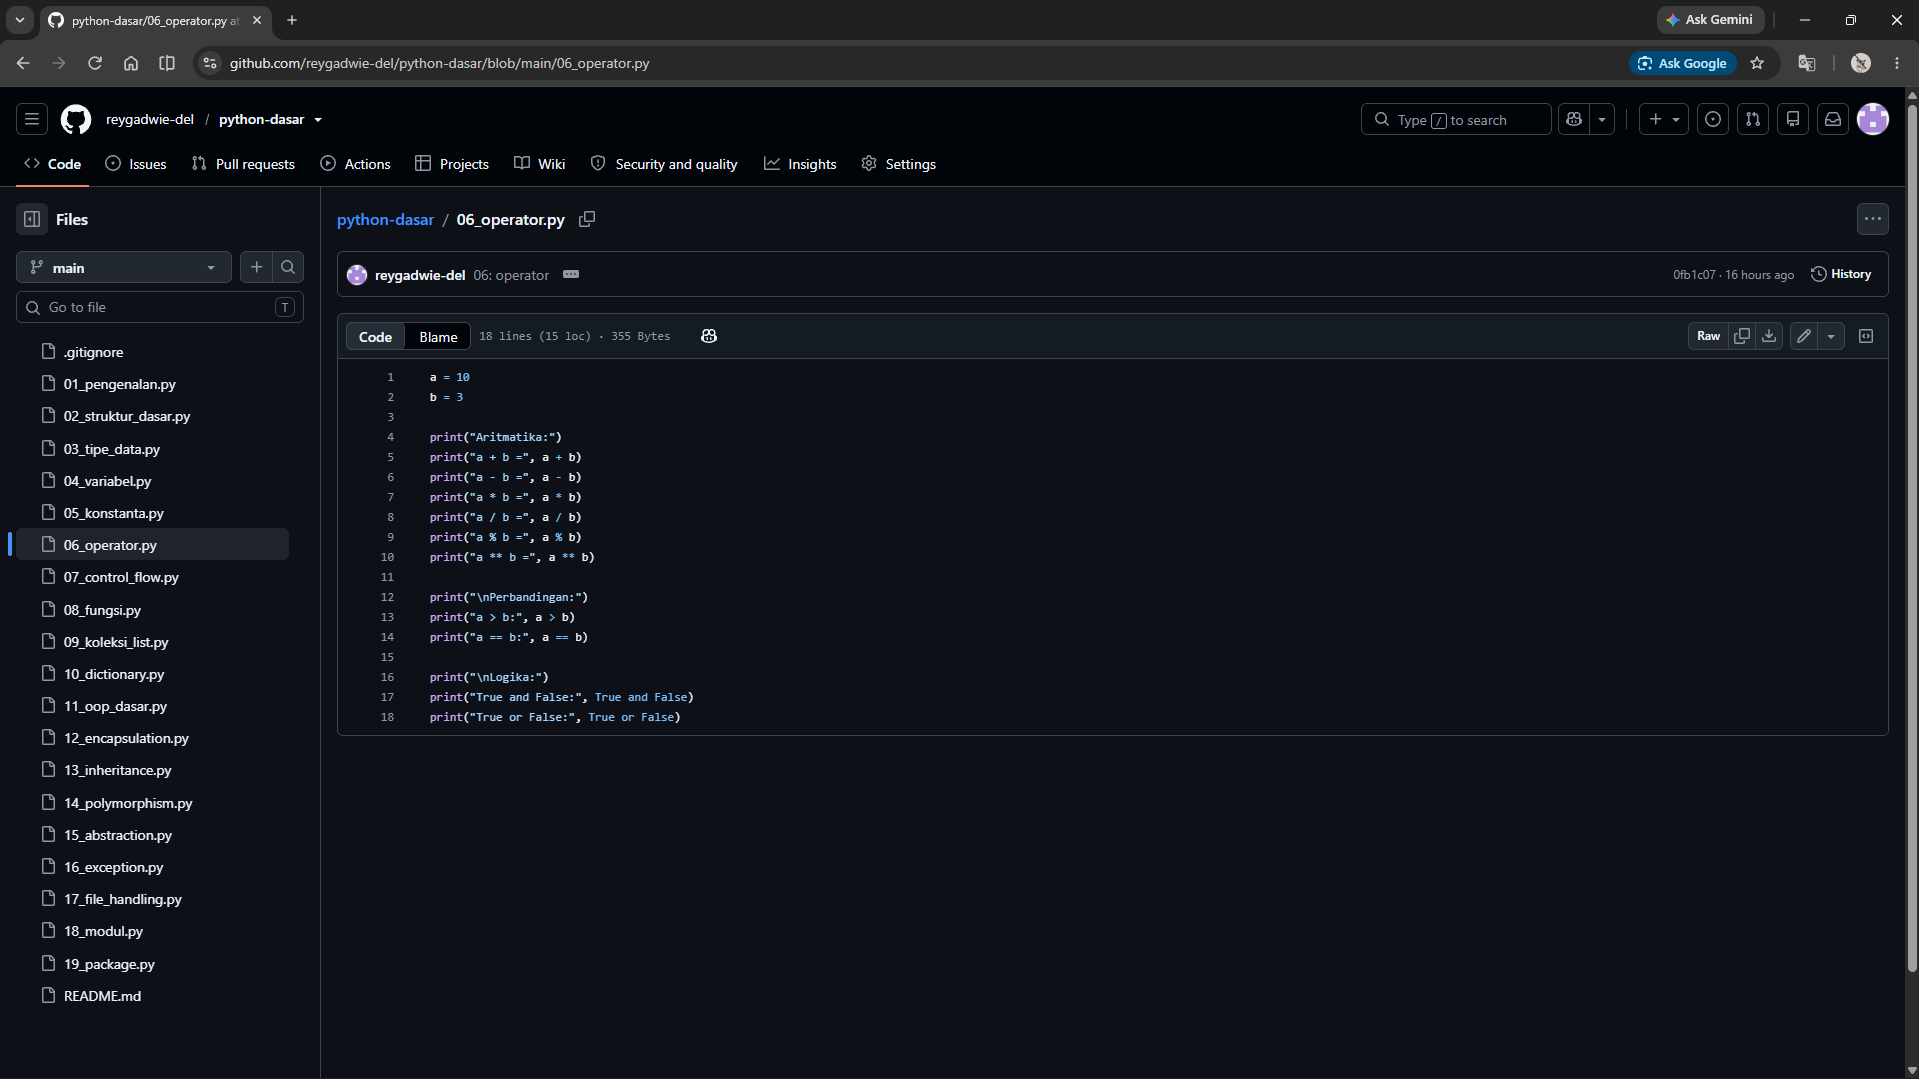 python-dasar/06_operator.py at
Ask Gemini
github.com/reygadwie-del/python-dasar/blob/main/06_operator.py
Ask Google
reygadwie-del / python-dasar
Type / to search
Code
Issues
Pull requests
Actions
Projects
Wiki
Security and quality
Insights
Settings
Files
main
Go to file
T
.gitignore
01_pengenalan.py
02_struktur_dasar.py
03_tipe_data.py
04_variabel.py
05_konstanta.py
06_operator.py
07_control_flow.py
08_fungsi.py
09_koleksi_list.py
10_dictionary.py
11_oop_dasar.py
12_encapsulation.py
13_inheritance.py
14_polymorphism.py
15_abstraction.py
16_exception.py
17_file_handling.py
18_modul.py
19_package.py
README.md
python-dasar / 06_operator.py
reygadwie-del 06: operator
0fb1c07 · 16 hours ago
History
Code
Blame
18 lines (15 loc) · 355 Bytes
Raw
1 a = 10
2 b = 3
3
4 print("Aritmatika:")
5 print("a + b =", a + b)
6 print("a - b =", a - b)
7 print("a * b =", a * b)
8 print("a / b =", a / b)
9 print("a % b =", a % b)
10 print("a ** b =", a ** b)
11
12 print("\nPerbandingan:")
13 print("a > b:", a > b)
14 print("a == b:", a == b)
15
16 print("\nLogika:")
17 print("True and False:", True and False)
18 print("True or False:", True or False)